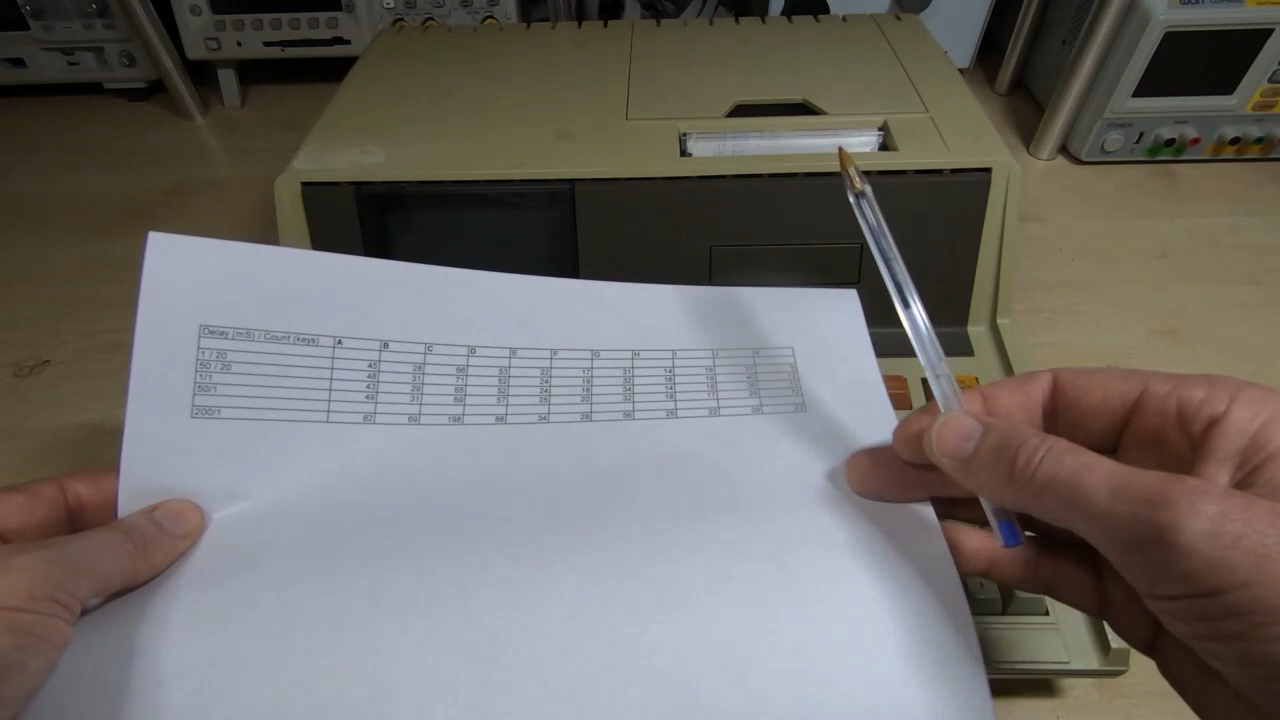 Delay (mS) / Count (keys) A B C D E F G H I J K
1 / 20 45 28 66 53 22 17 31 14 15
50 / 20 48 31 71 52 24 19 32 16 19
1/1 43 29 65 52 24 18 34 14 18
50/1 49 31 69 57 25 20 32 18 17
200/1 82 69 198 88 34 28 56 25 22 39 23
POWER